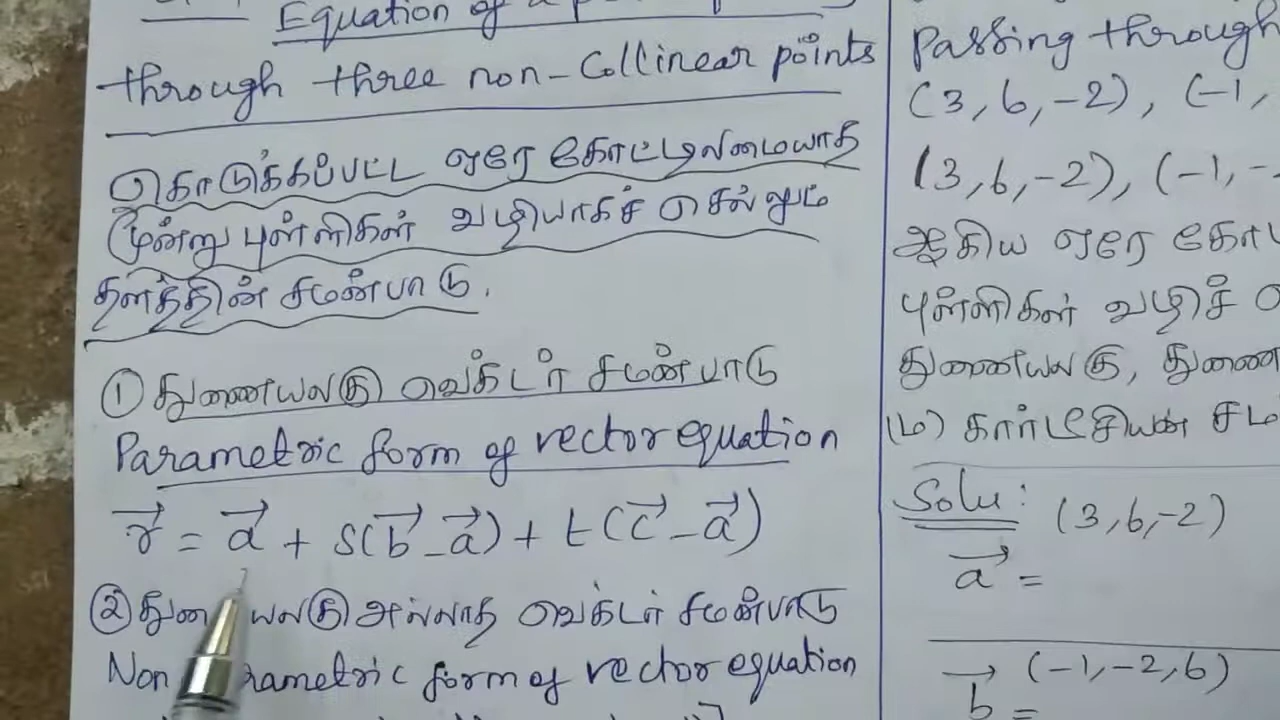 Equation of a
through three non-Collinear points
கொடுக்கப்பட்ட ஒரே கோட்டிலமையாத
மூன்று புள்ளிகள் வழியாகச் செல்லும்
தளத்தின் சமன்பாடு.
① துணையலகு வெக்டர் சமன்பாடு
Parametric form of vector equation
r⃗ = a⃗ + s(b⃗ - a⃗) + t(c⃗ - a⃗)
② துணையலகு அல்லாத வெக்டர் சமன்பாடு
Non rametric form of vector equation
Passing through
(3, 6, -2), (-1,
(3, 6, -2), (-1, -
ஆகிய ஒரே கோட்
புள்ளிகள் வழிச்
துணையலகு, துணை
(ம) கார்டீசியன் சம
Solu: (3, 6, -2)
a⃗ =
(-1, -2, 6)
b⃗ =